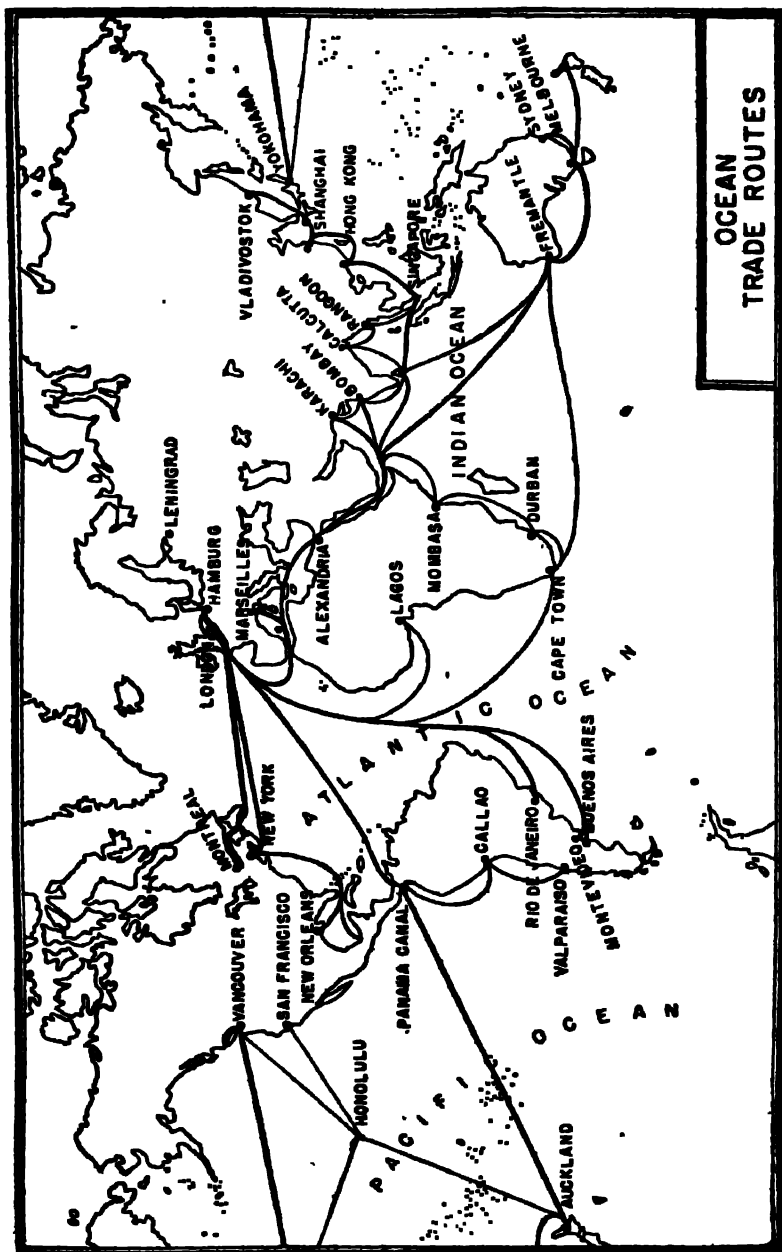 OCEAN
TRADE ROUTES
LENINGRAD
HAMBURG
LONDON
MARSEILLES
ALEXANDRIA
LAGOS
MOMBASA
DURBAN
CAPE TOWN
VLADIVOSTOK
YOKOHAMA
SHANGHAI
HONG KONG
KARACHI
BOMBAY
CALCUTTA
RANGOON
SINGAPORE
INDIAN OCEAN
FREMANTLE
SYDNEY
MELBOURNE
MONTREAL
NEW YORK
ATLANTIC OCEAN
VANCOUVER
SAN FRANCISCO
NEW ORLEANS
PANAMA CANAL
CALLAO
RIO DE JANEIRO
VALPARAISO
MONTEVIDEO
BUENOS AIRES
HONOLULU
PACIFI
OCEAN
AUCKLAND